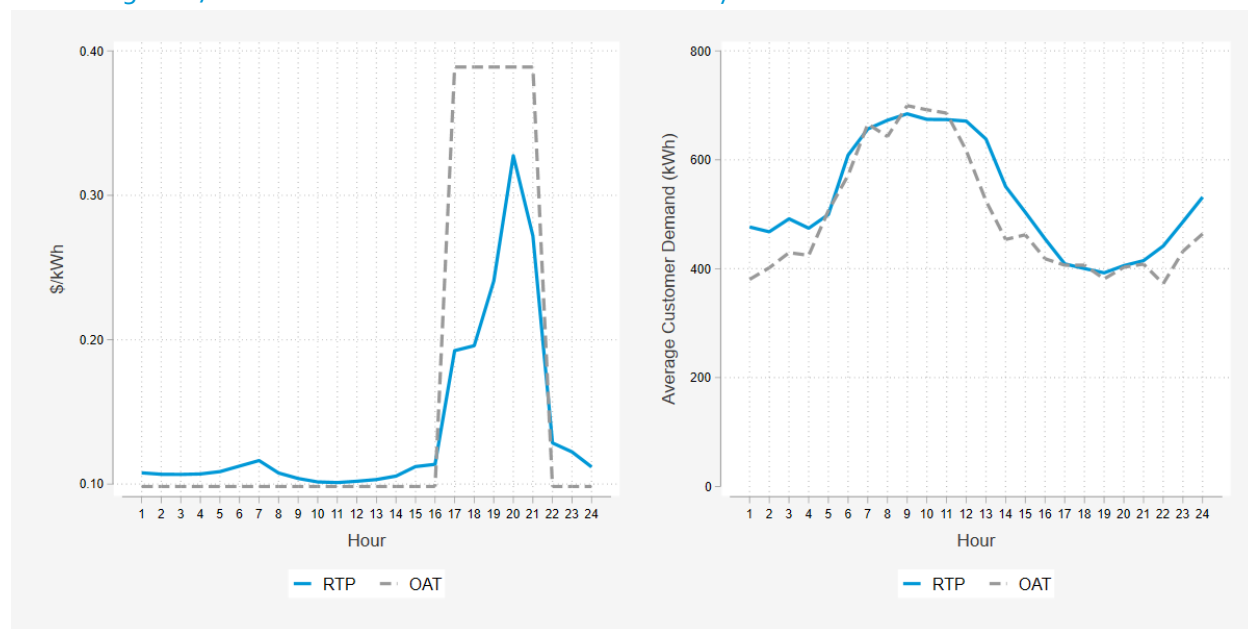 0.40
0.30
0.20
0.10
$/kWh
1 2 3 4 5 6 7 8 9 10 11 12 13 14 15 16 17 18 19 20 21 22 23 24
Hour
RTP OAT
800
600
400
200
0
Average Customer Demand (kWh)
1 2 3 4 5 6 7 8 9 10 11 12 13 14 15 16 17 18 19 20 21 22 23 24
Hour
RTP OAT